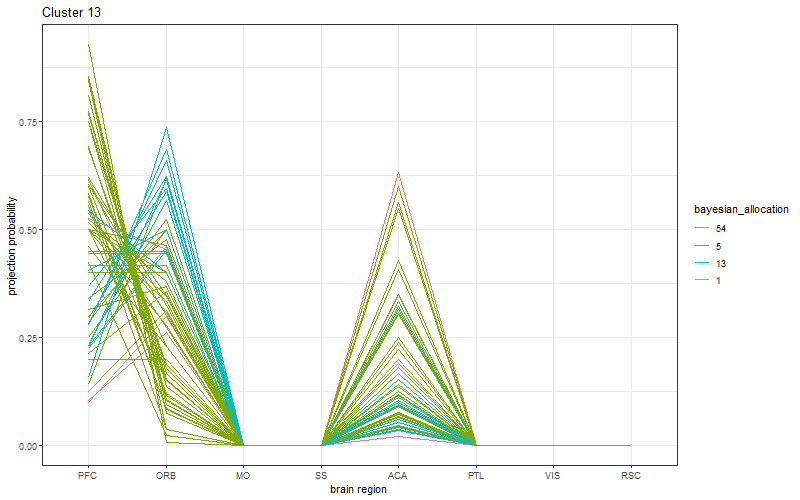 Cluster 13
projection probability
0.75
0.50
0.25
0.00
PFC ORB MO SS ACA PTL VIS RSC
brain region
bayesian_allocation
54
5
13
1